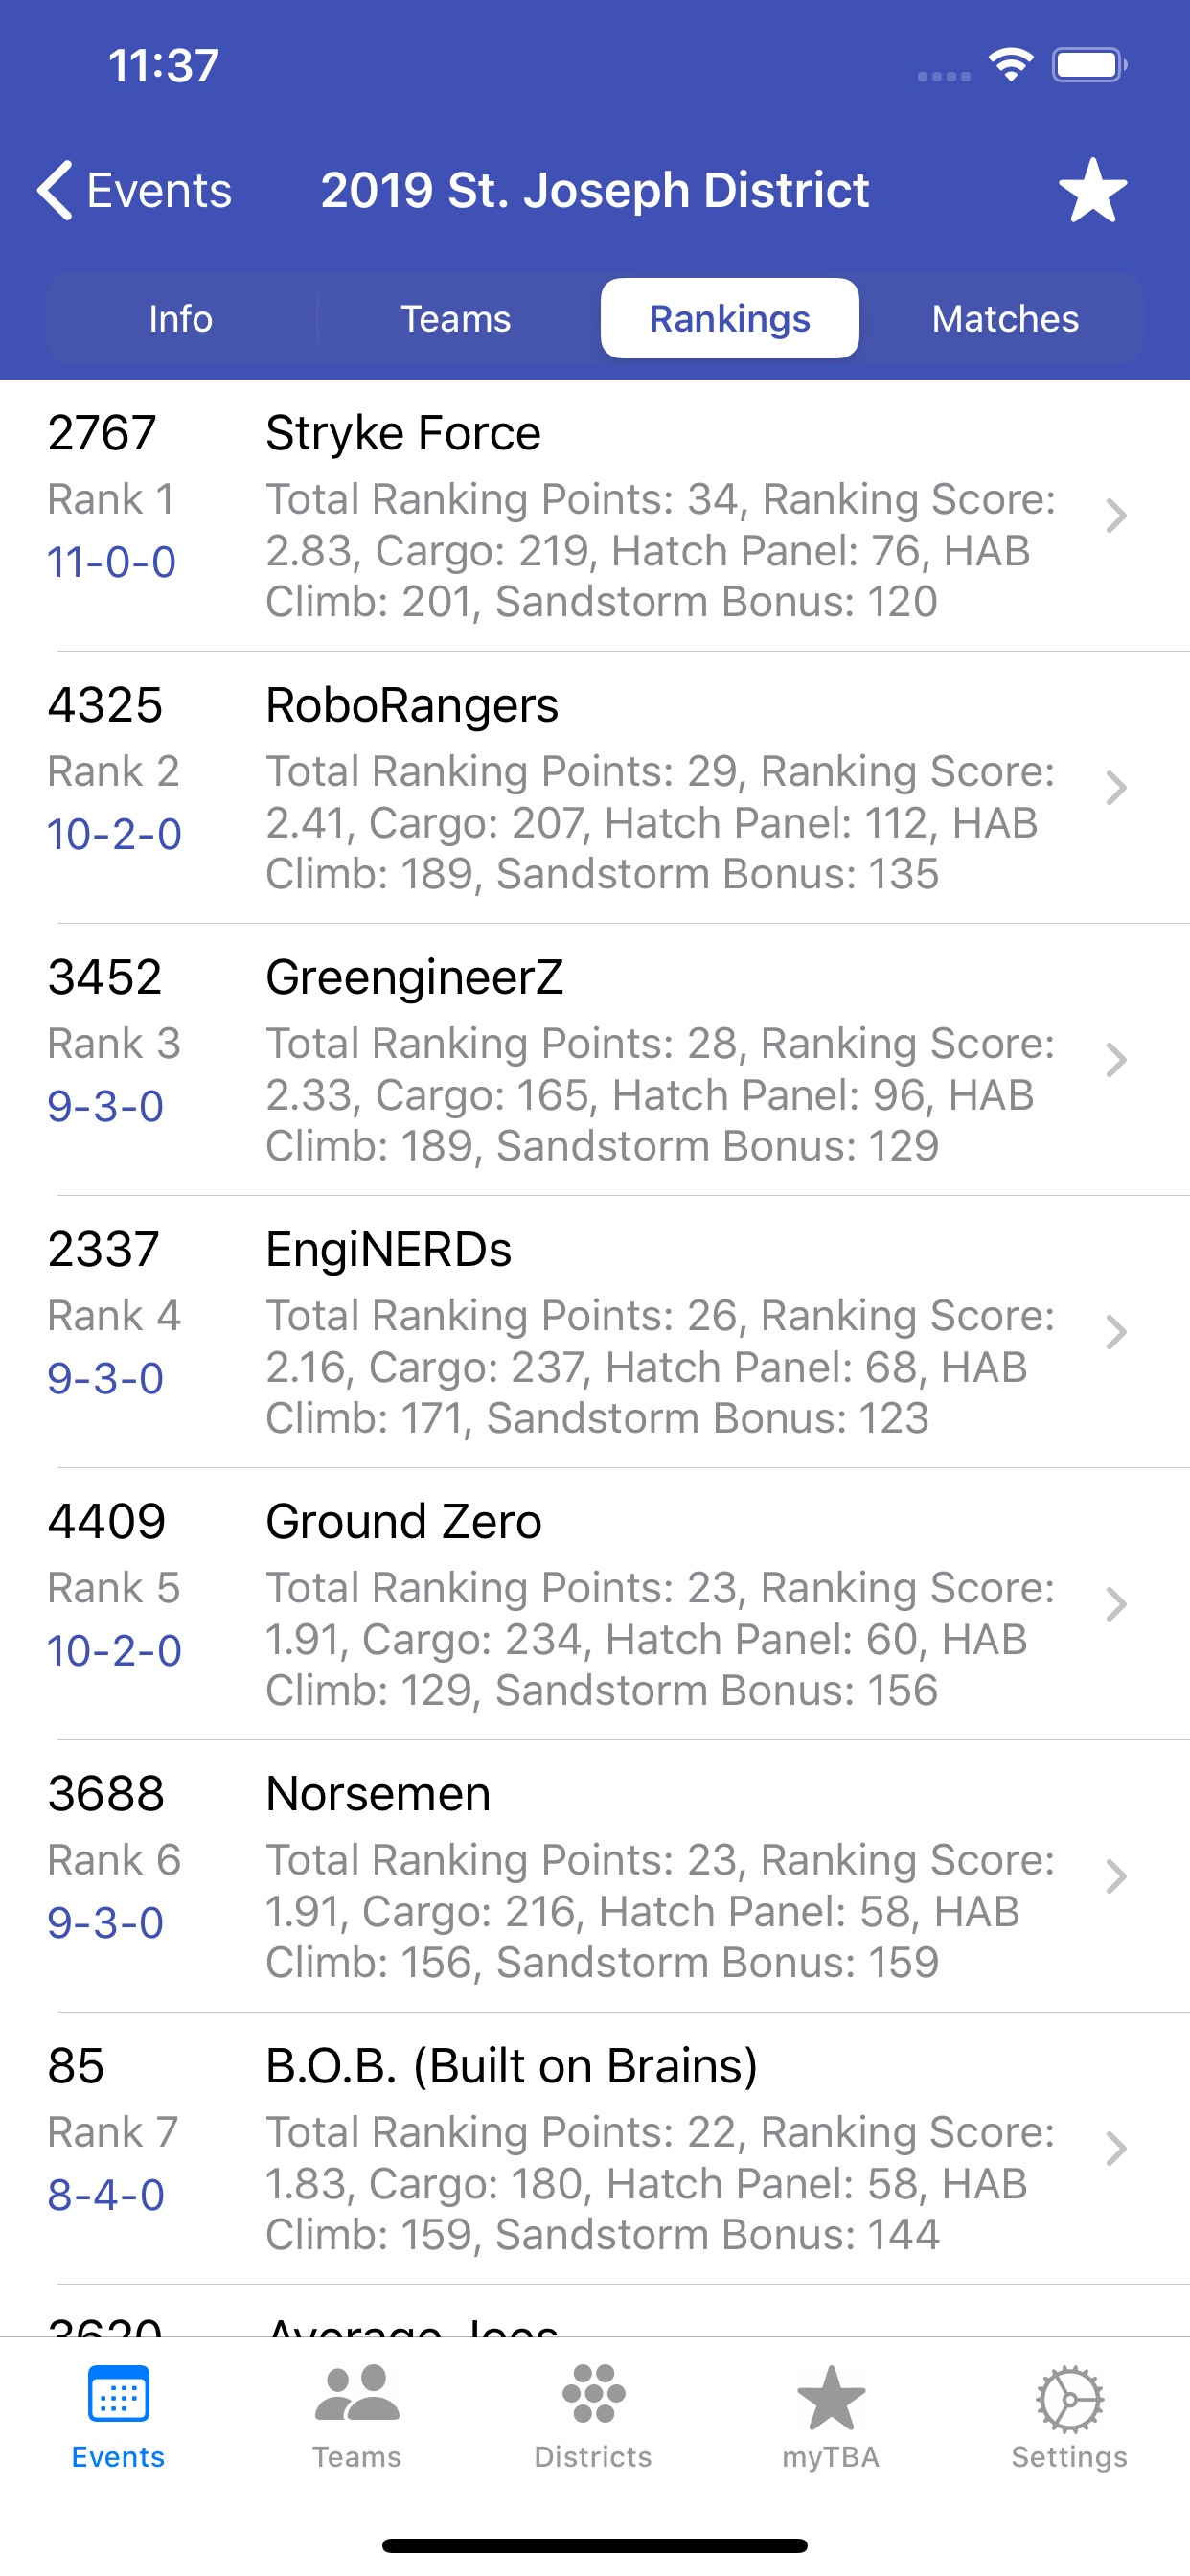 11:37
Events
2019 St. Joseph District
Info
Teams
Rankings
Matches
2767
Stryke Force
Rank 1
11-0-0
Total Ranking Points: 34, Ranking Score:
2.83, Cargo: 219, Hatch Panel: 76, HAB
Climb: 201, Sandstorm Bonus: 120
4325
RoboRangers
Rank 2
10-2-0
Total Ranking Points: 29, Ranking Score:
2.41, Cargo: 207, Hatch Panel: 112, HAB
Climb: 189, Sandstorm Bonus: 135
3452
GreengineerZ
Rank 3
9-3-0
Total Ranking Points: 28, Ranking Score:
2.33, Cargo: 165, Hatch Panel: 96, HAB
Climb: 189, Sandstorm Bonus: 129
2337
EngiNERDs
Rank 4
9-3-0
Total Ranking Points: 26, Ranking Score:
2.16, Cargo: 237, Hatch Panel: 68, HAB
Climb: 171, Sandstorm Bonus: 123
4409
Ground Zero
Rank 5
10-2-0
Total Ranking Points: 23, Ranking Score:
1.91, Cargo: 234, Hatch Panel: 60, HAB
Climb: 129, Sandstorm Bonus: 156
3688
Norsemen
Rank 6
9-3-0
Total Ranking Points: 23, Ranking Score:
1.91, Cargo: 216, Hatch Panel: 58, HAB
Climb: 156, Sandstorm Bonus: 159
85
B.O.B. (Built on Brains)
Rank 7
8-4-0
Total Ranking Points: 22, Ranking Score:
1.83, Cargo: 180, Hatch Panel: 58, HAB
Climb: 159, Sandstorm Bonus: 144
3620
Average Joes
Events
Teams
Districts
myTBA
Settings